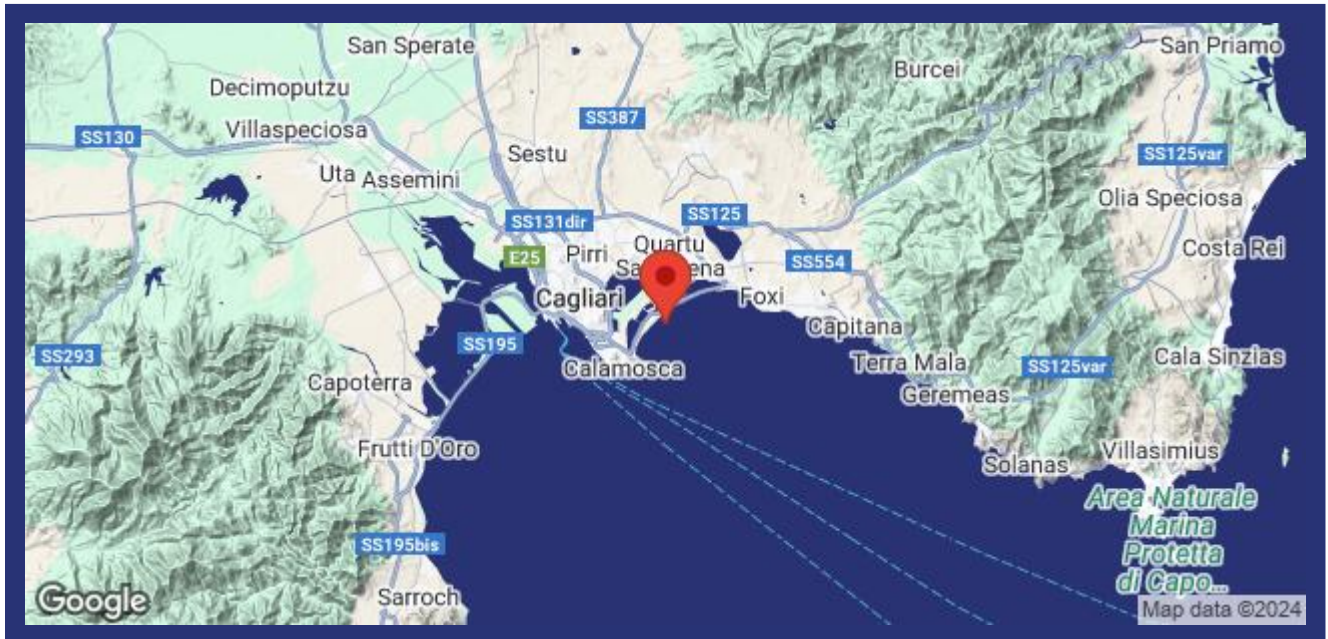 San Sperate
San Priamo
Burcei
Decimoputzu
SS387
Villaspeciosa
SS130
Sestu
SS125var
Uta
Assemini
Olia Speciosa
SS125
SS131dir
Quartu
Pirri
Costa Rei
E25
SS554
Cagliari
Foxi
Capitana
SS195
SS293
Calamosca
Terra Mala
SS125var
Cala Sinzias
Capoterra
Geremeas
Frutti D'Oro
Villasimius
Solanas
Area Naturale
Marina
Protetta
di Capo...
SS195bis
Sarroch
Google
Map data ©2024